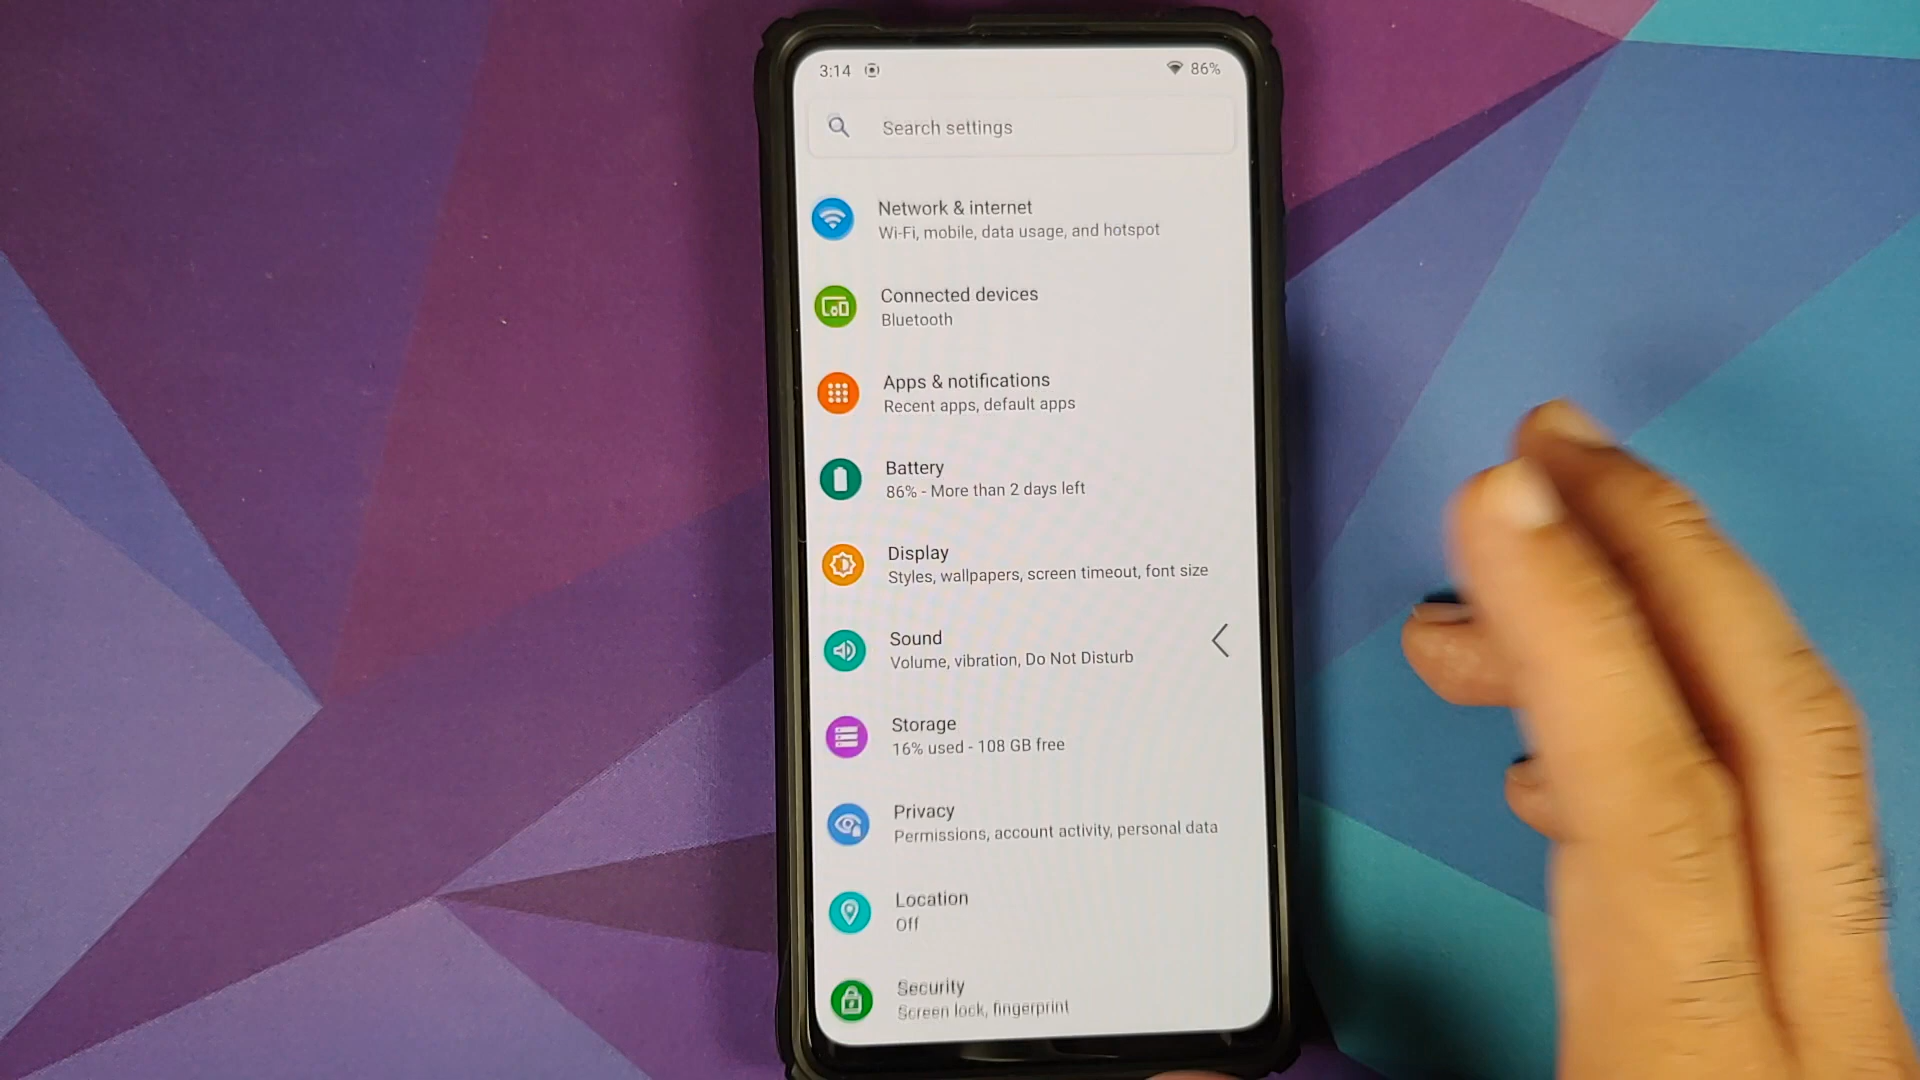 3:14
86%
Search settings
Network & internet
Wi-Fi, mobile, data usage, and hotspot
Connected devices
Bluetooth
Apps & notifications
Recent apps, default apps
Battery
86% - More than 2 days left
Display
Styles, wallpapers, screen timeout, font size
Sound
Volume, vibration, Do Not Disturb
Storage
16% used - 108 GB free
Privacy
Permissions, account activity, personal data
Location
Off
Security
Screen lock, fingerprint